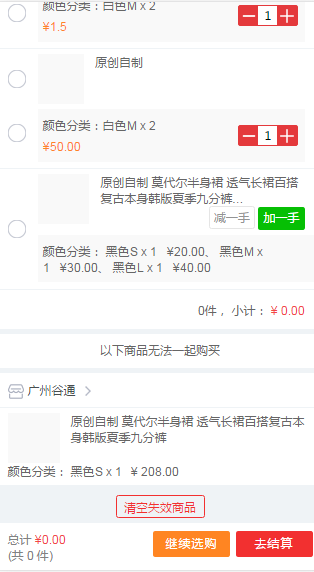 颜色分类：白色M x 2
¥1.5
1
原创自制
颜色分类：白色M x 2
¥50.00
1
原创自制 莫代尔半身裙 透气长裙百搭
复古本身韩版夏季九分裤...
减一手 加一手
颜色分类： 黑色S x 1 ¥20.00、 黑色M x
1 ¥30.00、 黑色L x 1 ¥40.00
0件 ，小计： ¥ 0.00
以下商品无法一起购买
广州谷通
原创自制 莫代尔半身裙 透气长裙百搭复古本
身韩版夏季九分裤
颜色分类： 黑色S x 1 ¥ 208.00
清空失效商品
总计 ¥0.00
(共 0 件)
继续选购 去结算